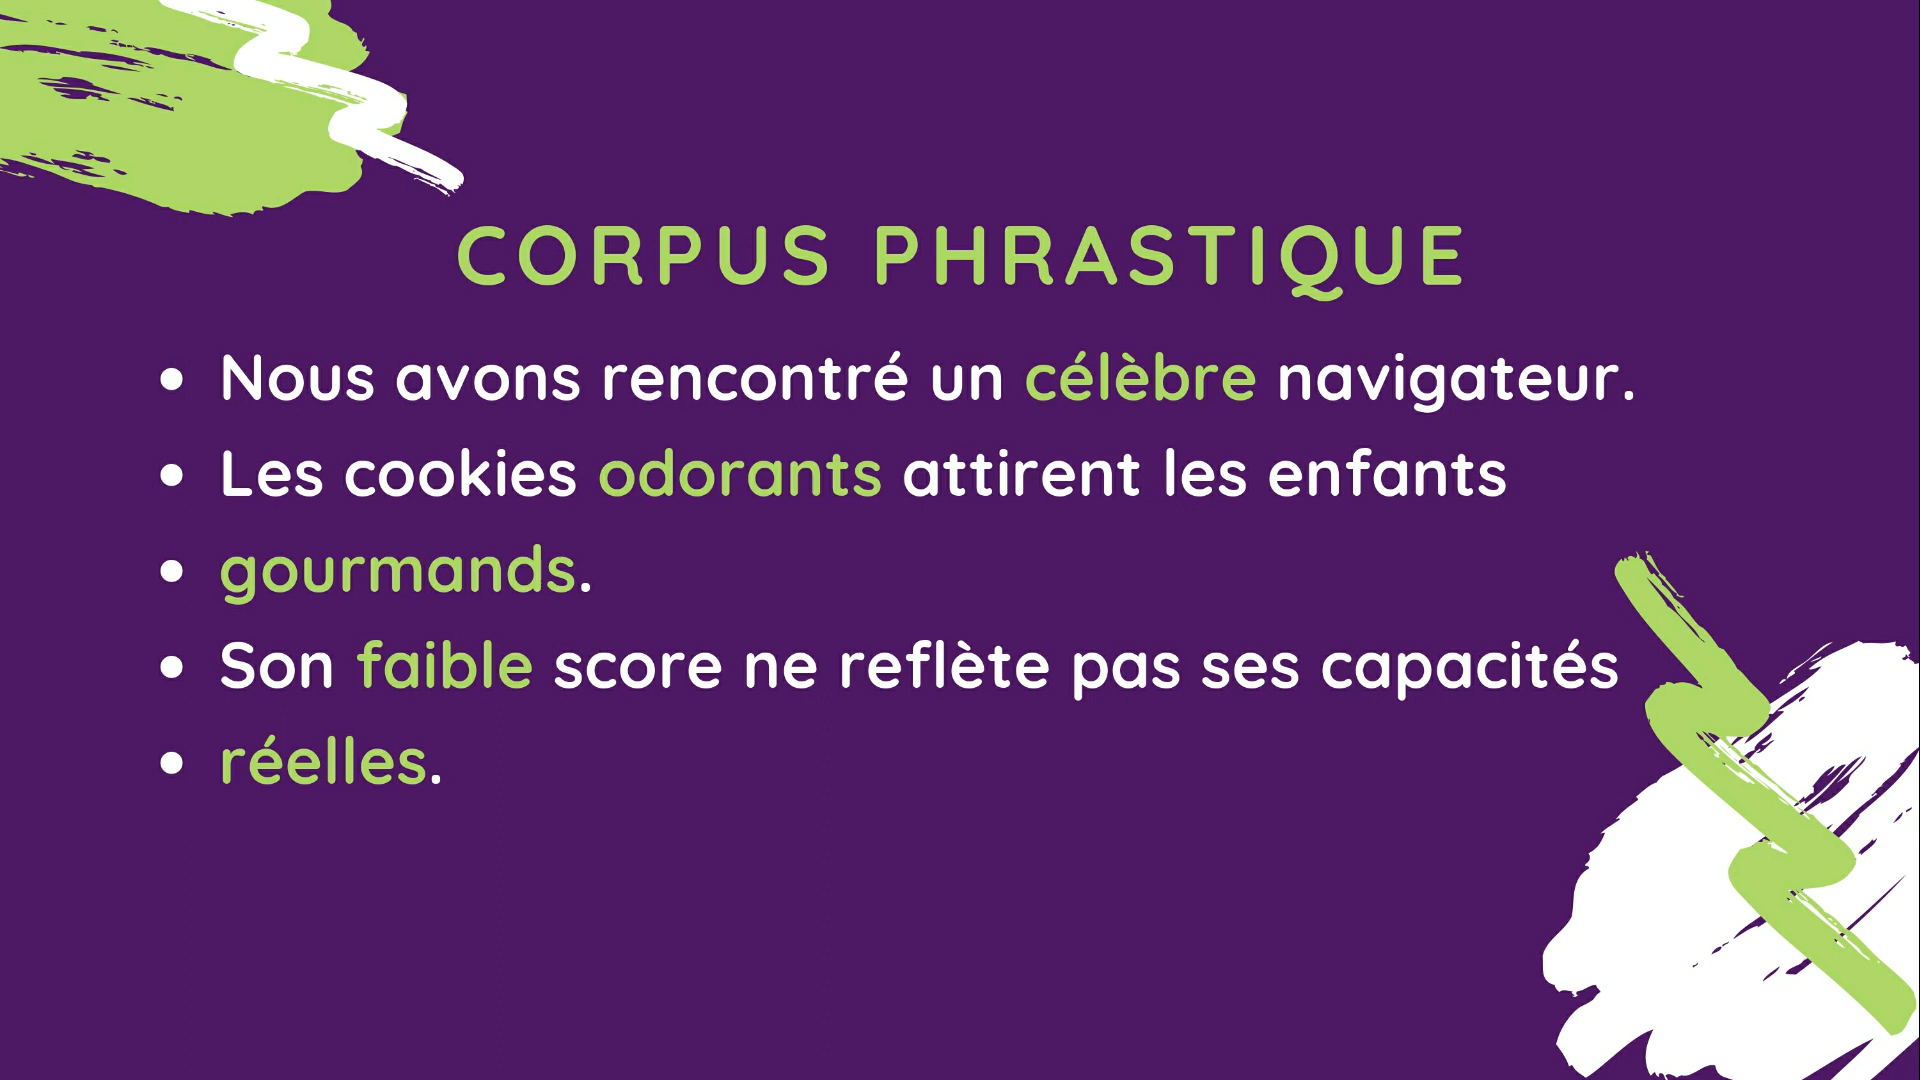 CORPUS PHRASTIQUE
• Nous avons rencontré un célèbre navigateur.
• Les cookies odorants attirent les enfants
• gourmands.
• Son faible score ne reflète pas ses capacités
• réelles.